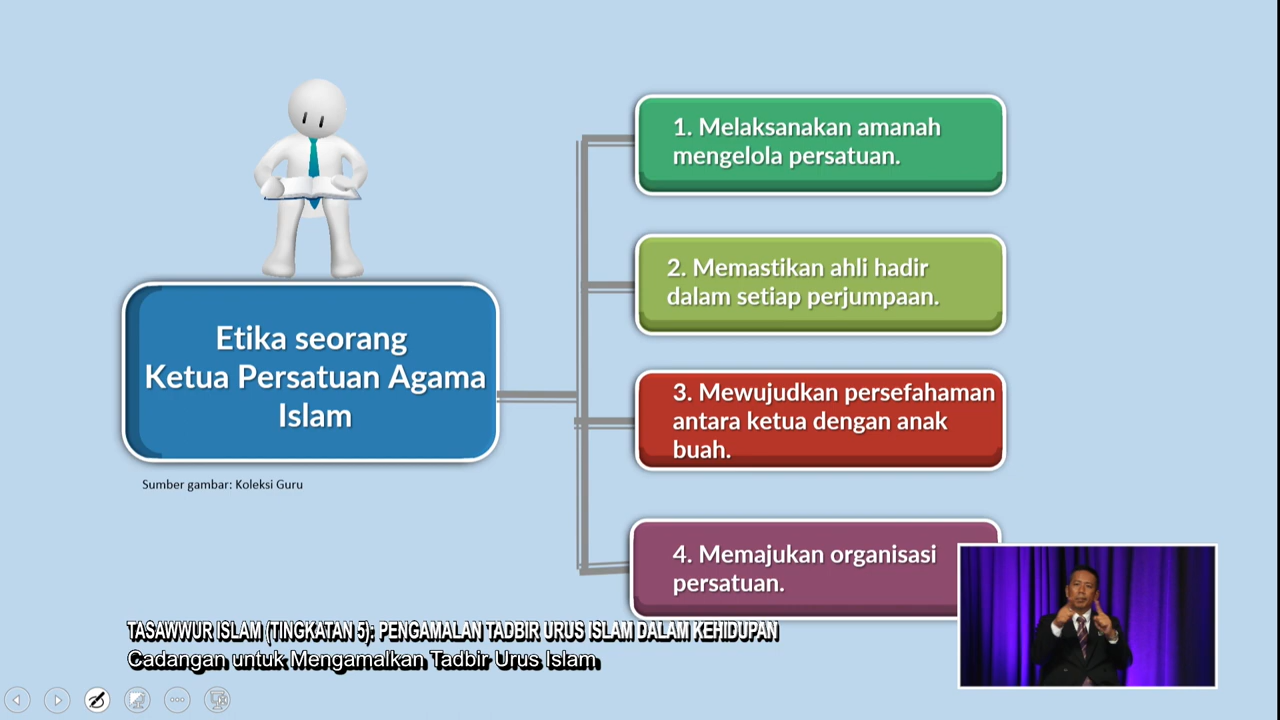 Etika seorang
Ketua Persatuan Agama
Islam
Sumber gambar: Koleksi Guru
1. Melaksanakan amanah
mengelola persatuan.
2. Memastikan ahli hadir
dalam setiap perjumpaan.
3. Mewujudkan persefahaman
antara ketua dengan anak
buah.
4. Memajukan organisasi
persatuan.
TASAWWUR ISLAM (TINGKATAN 5): PENGAMALAN TADBIR URUS ISLAM DALAM KEHIDUPAN
Cadangan untuk Mengamalkan Tadbir Urus Islam